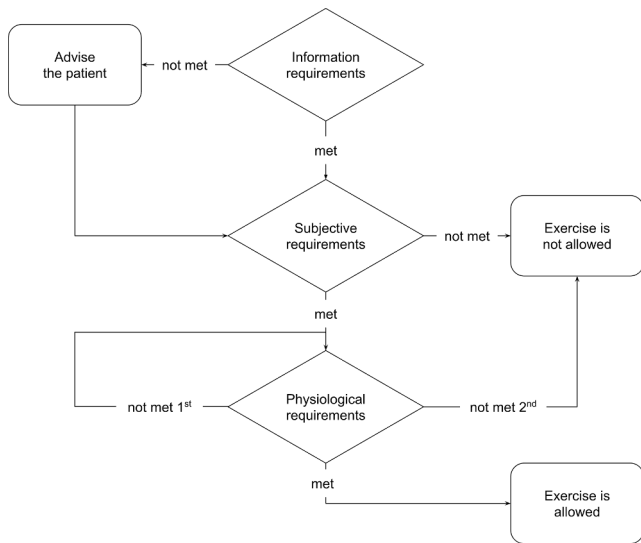 Advise
the patient
not met
Information
requirements
met
Subjective
requirements
not met
Exercise is
not allowed
met
not met 1st
Physiological
requirements
not met 2nd
met
Exercise is
allowed